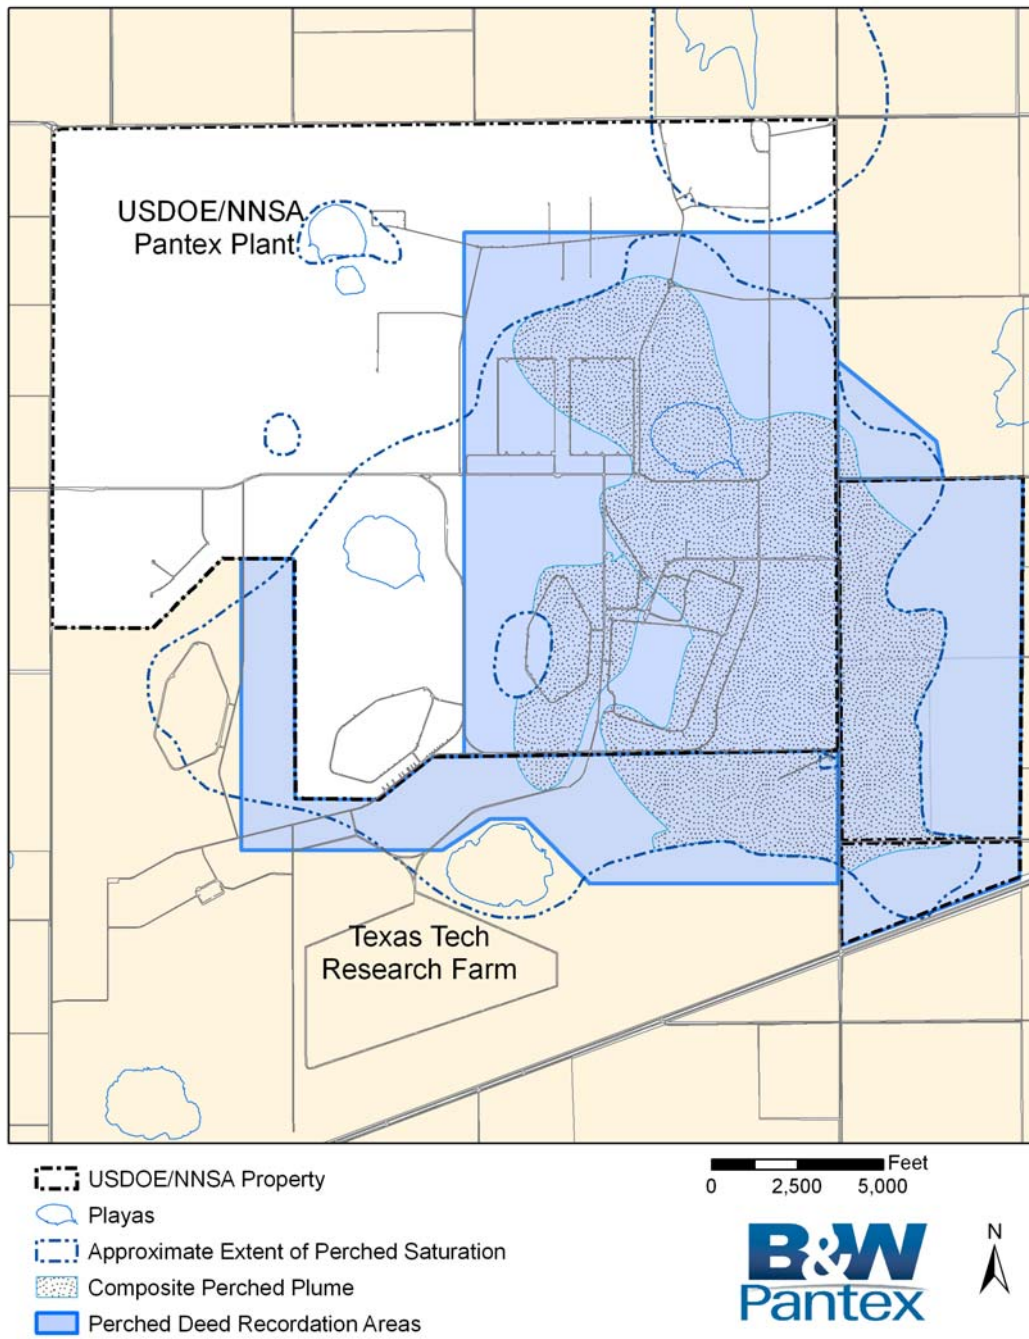 USDOE/NNSA
Pantex Plant
Texas Tech
Research Farm
USDOE/NNSA Property
Playas
Approximate Extent of Perched Saturation
Composite Perched Plume
Perched Deed Recordation Areas
Feet
0 2,500 5,000
B&W
Pantex
N